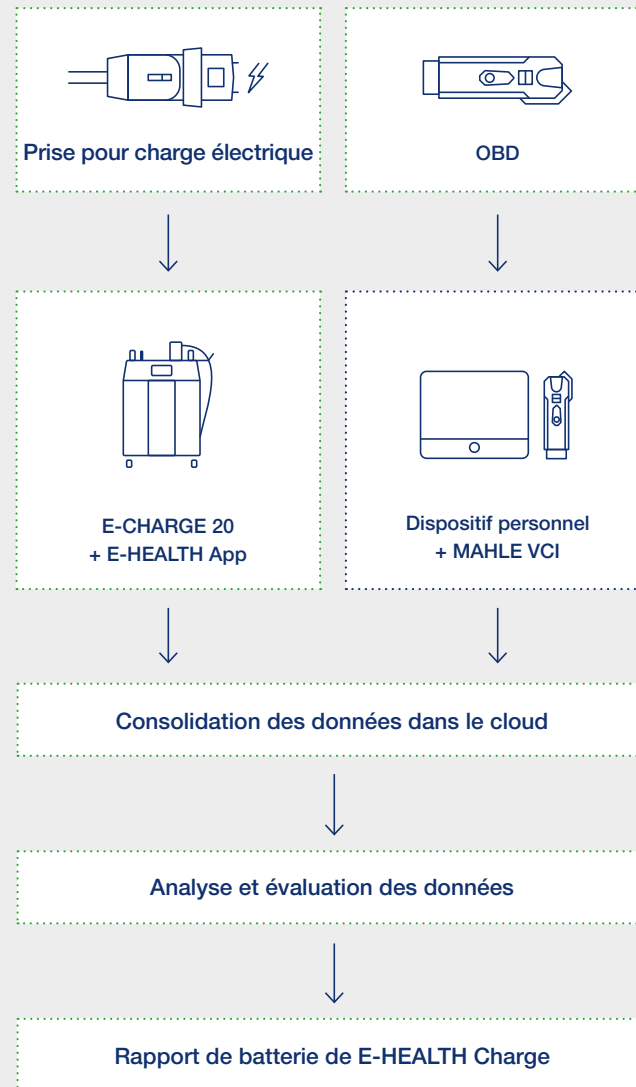 Prise pour charge électrique
OBD
E-CHARGE 20
+ E-HEALTH App
Dispositif personnel
+ MAHLE VCI
Consolidation des données dans le cloud
Analyse et évaluation des données
Rapport de batterie de E-HEALTH Charge